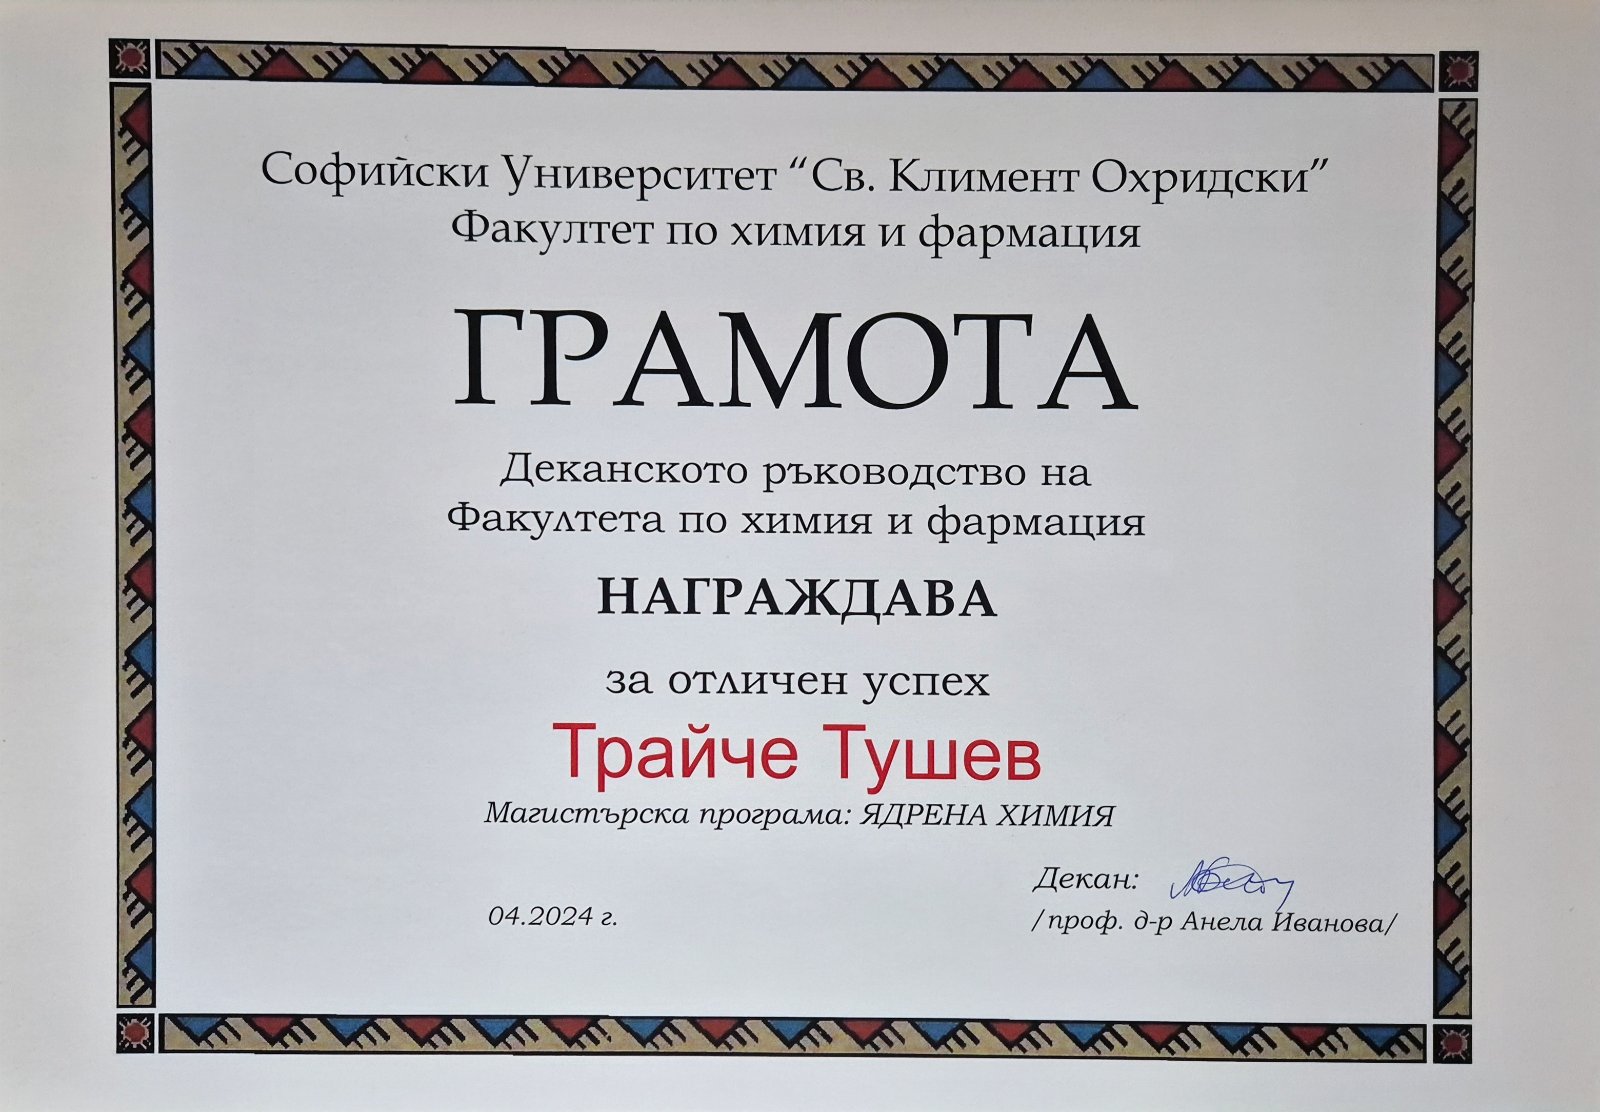 Софийски Университет “Св. Климент Охридски”
Факултет по химия и фармация
ГРАМОТА
Деканското ръководство на
Факултета по химия и фармация
НАГРАЖДАВА
за отличен успех
Трайче Тушев
Магистърска програма: ЯДРЕНА ХИМИЯ
Декан:
04.2024 г.
/проф. д-р Анела Иванова/